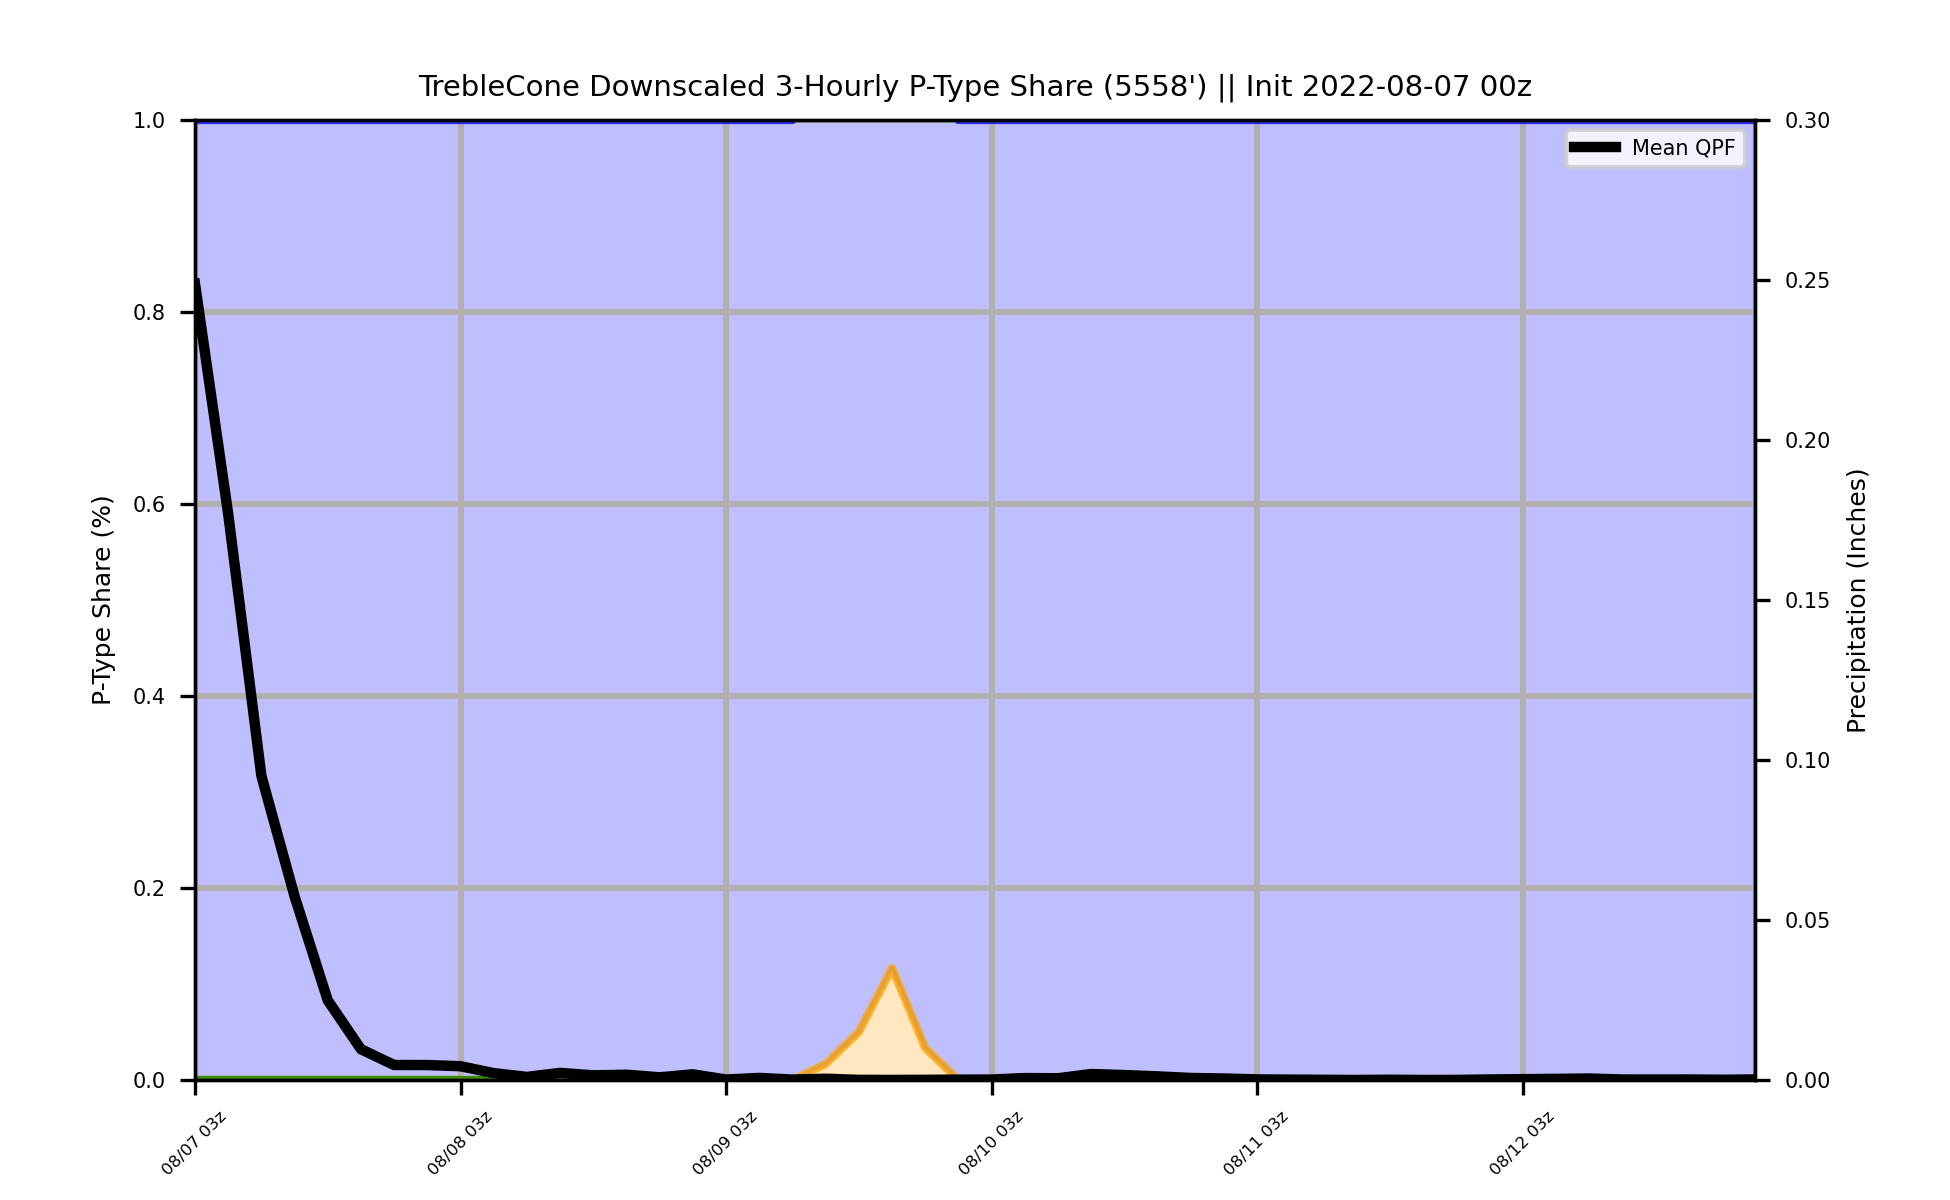 TrebleCone Downscaled 3-Hourly P-Type Share (5558') || Init 2022-08-07 00z
Mean QPF
P-Type Share (%)
1.0
0.8
0.6
0.4
0.2
0.0
0.30
0.25
0.20
0.15
0.10
0.05
0.00
Precipitation (Inches)
08/07 03z
08/08 03z
08/09 03z
08/10 03z
08/11 03z
08/12 03z